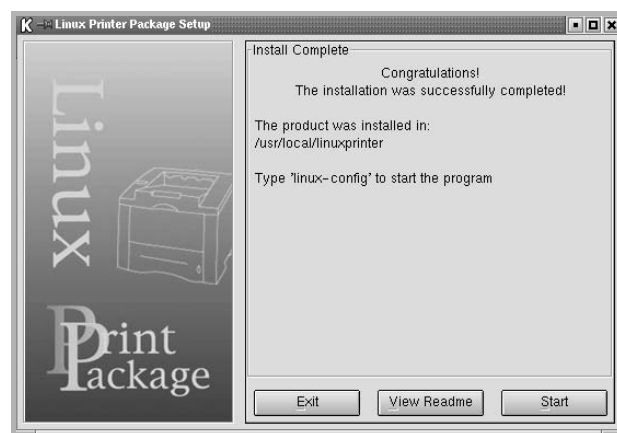 Linux Printer Package Setup
Linux
Print
Package
Install Complete
Congratulations!
The installation was successfully completed!
The product was installed in:
/usr/local/linuxprinter
Type 'linux-config' to start the program
Exit
View Readme
Start